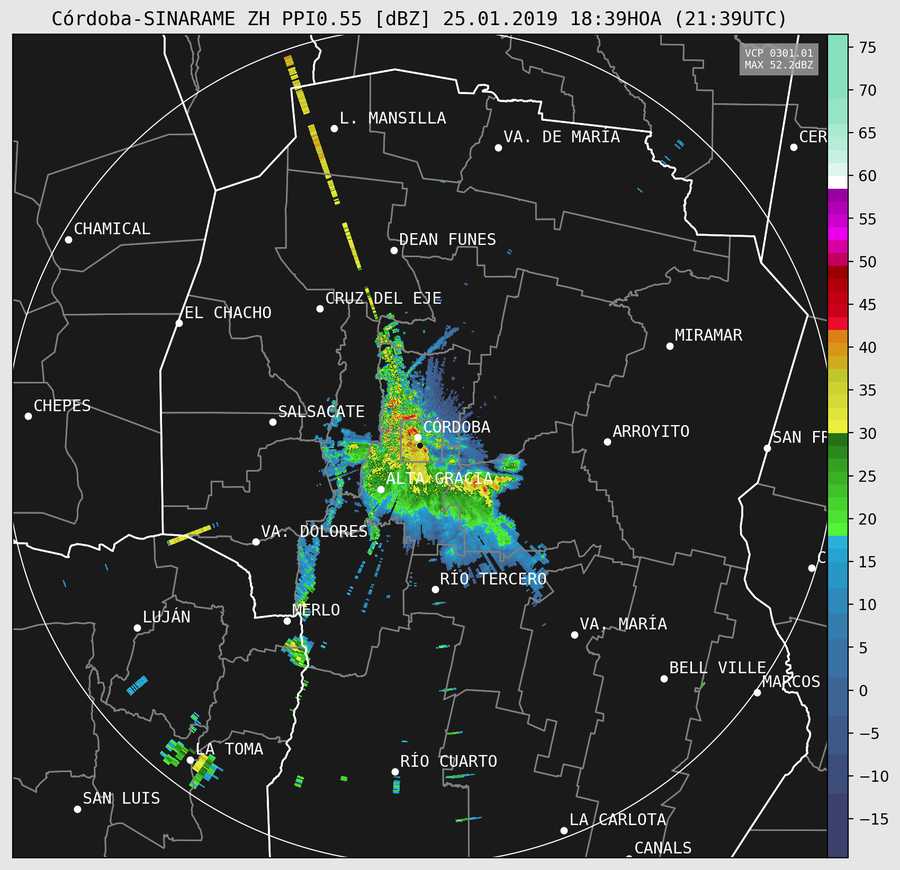 Córdoba-SINARAME ZH PPI0.55 [dBZ] 25.01.2019 18:39HOA (21:39UTC)
VCP 0301.01
MAX 52.2dBZ
75
70
65
60
55
50
45
40
35
30
25
20
15
10
5
0
−5
−10
−15
L. MANSILLA
VA. DE MARÍA
CER
CHAMICAL
DEAN FUNES
CRUZ DEL EJE
EL CHACHO
MIRAMAR
CHEPES
SALSACATE
CÓRDOBA
ARROYITO
SAN FR
ALTA GRACIA
VA. DOLORES
C
RÍO TERCERO
LUJÁN
MERLO
VA. MARÍA
BELL VILLE
MARCOS
LA TOMA
RÍO CUARTO
SAN LUIS
LA CARLOTA
CANALS